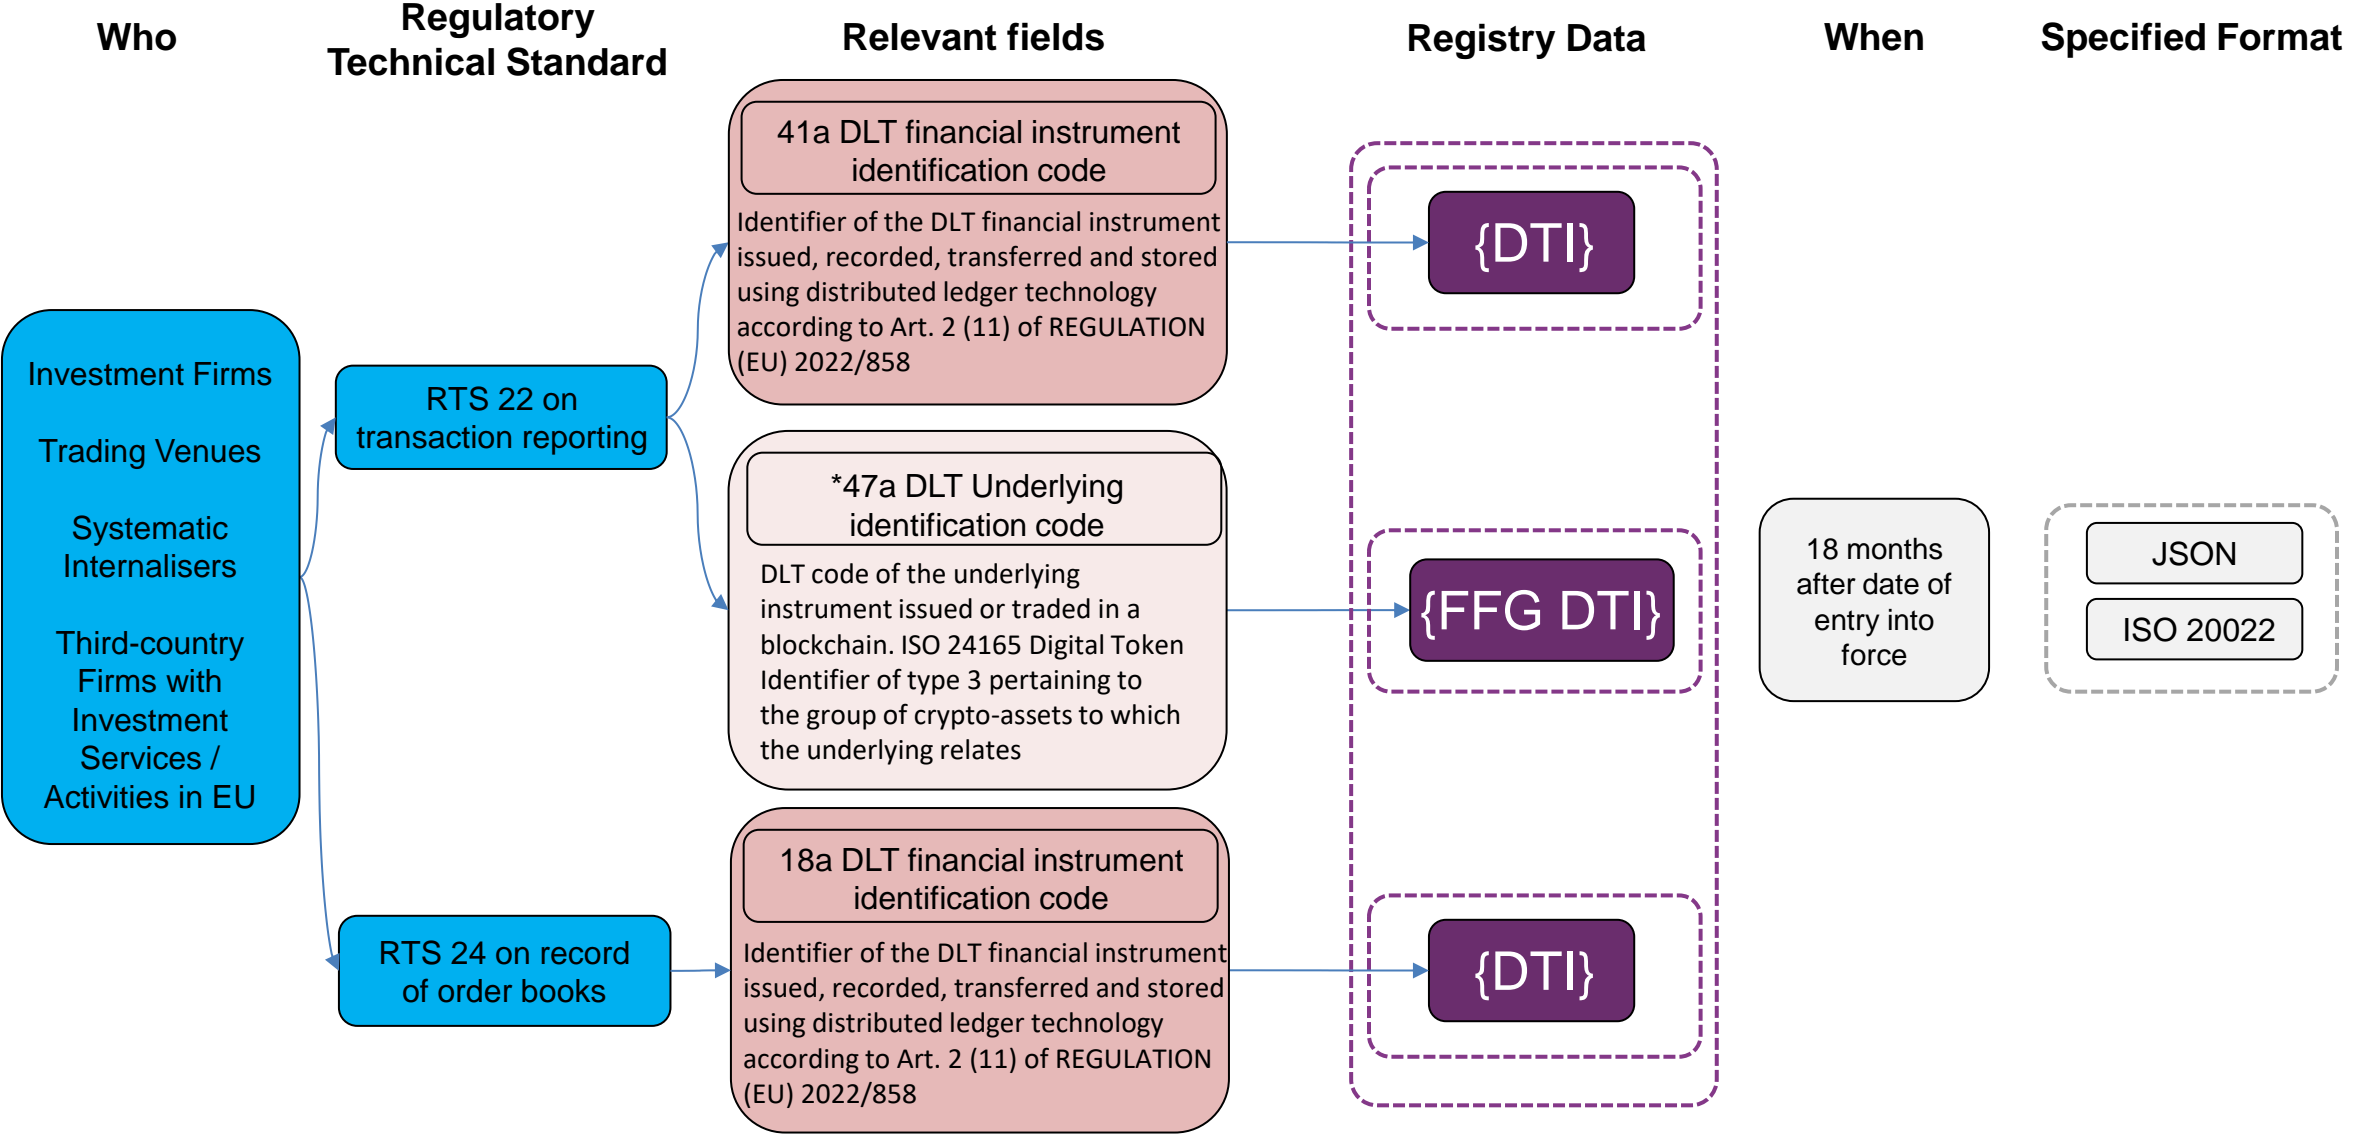 Who
Regulatory
Technical Standard
Relevant fields
Registry Data
When
Specified Format
Investment Firms
Trading Venues
Systematic
Internalisers
Third-country
Firms with
Investment
Services /
Activities in EU
RTS 22 on
transaction reporting
RTS 24 on record
of order books
41a DLT financial instrument
identification code
Identifier of the DLT financial instrument
issued, recorded, transferred and stored
using distributed ledger technology
according to Art. 2 (11) of REGULATION
(EU) 2022/858
*47a DLT Underlying
identification code
DLT code of the underlying
instrument issued or traded in a
blockchain. ISO 24165 Digital Token
Identifier of type 3 pertaining to
the group of crypto-assets to which
the underlying relates
18a DLT financial instrument
identification code
Identifier of the DLT financial instrument
issued, recorded, transferred and stored
using distributed ledger technology
according to Art. 2 (11) of REGULATION
(EU) 2022/858
{DTI}
{FFG DTI}
{DTI}
18 months
after date of
entry into
force
JSON
ISO 20022